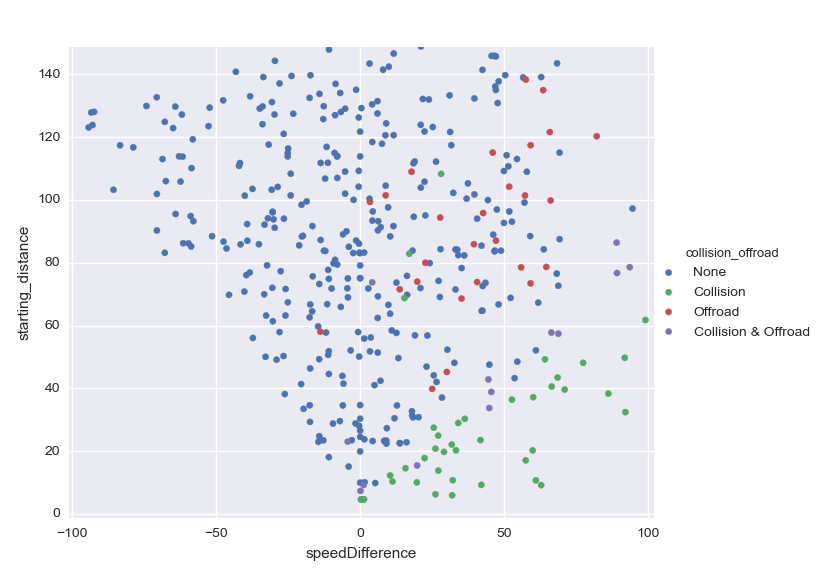 140
120
100
80
60
40
20
0
starting_distance
−100
−50
0
50
100
speedDifference
collision_offroad
None
Collision
Offroad
Collision & Offroad